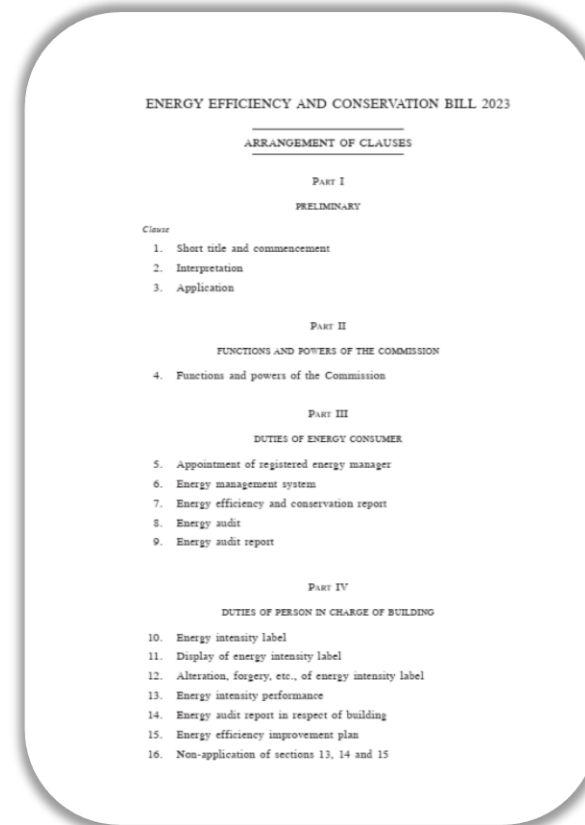 ENERGY EFFICIENCY AND CONSERVATION BILL 2023
ARRANGEMENT OF CLAUSES
PART I
PRELIMINARY
Clause
1. Short title and commencement
2. Interpretation
3. Application
PART II
FUNCTIONS AND POWERS OF THE COMMISSION
4. Functions and powers of the Commission
PART III
DUTIES OF ENERGY CONSUMER
5. Appointment of registered energy manager
6. Energy management system
7. Energy efficiency and conservation report
8. Energy audit
9. Energy audit report
PART IV
DUTIES OF PERSON IN CHARGE OF BUILDING
10. Energy intensity label
11. Display of energy intensity label
12. Alteration, forgery, etc., of energy intensity label
13. Energy intensity performance
14. Energy audit report in respect of building
15. Energy efficiency improvement plan
16. Non-application of sections 13, 14 and 15